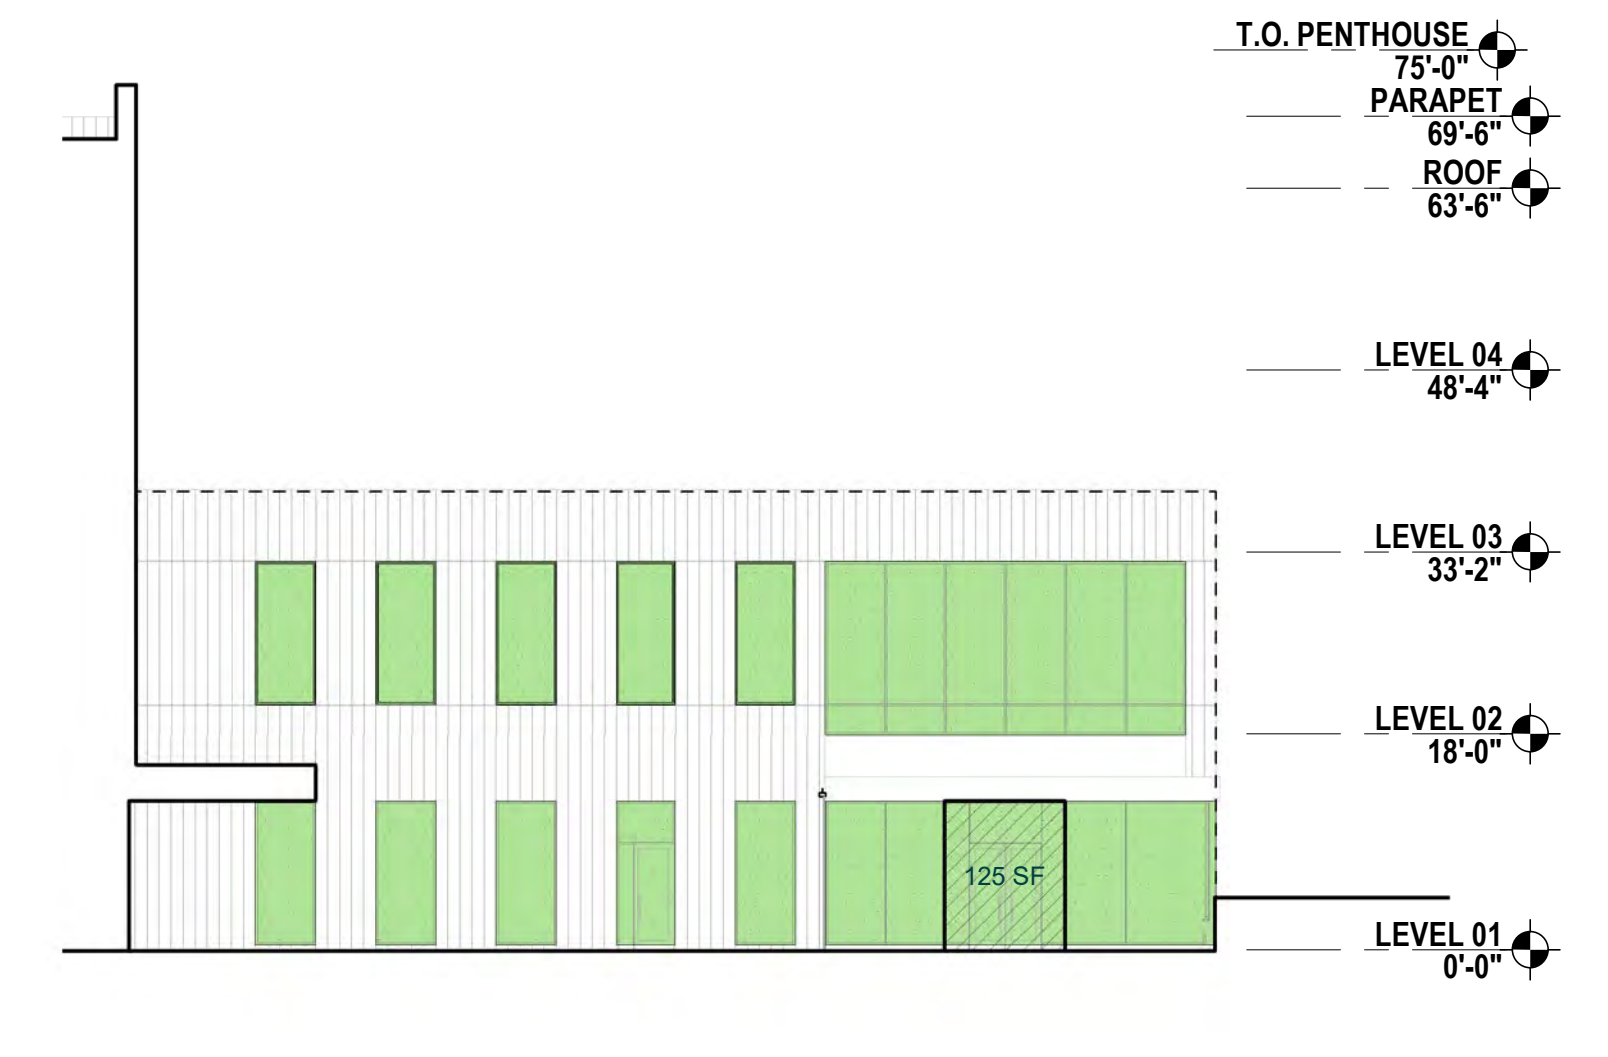 T.O. PENTHOUSE
75'-0"
PARAPET
69'-6"
ROOF
63'-6"
LEVEL 04
48'-4"
LEVEL 03
33'-2"
LEVEL 02
18'-0"
125 SF
LEVEL 01
0'-0"